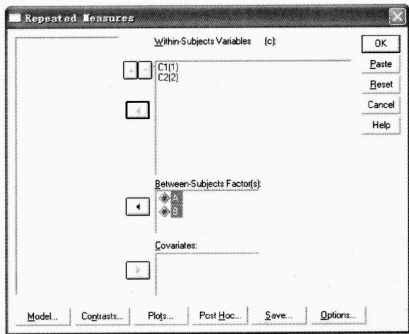 Repeated Measures
Within-Subjects Variables (c):
C1(1)
C2(2)
OK
Paste
Reset
Cancel
Help
Between-Subjects Factor(s):
A
B
Covariates:
Model... Contrasts... Plots... Post Hoc... Save... Options...